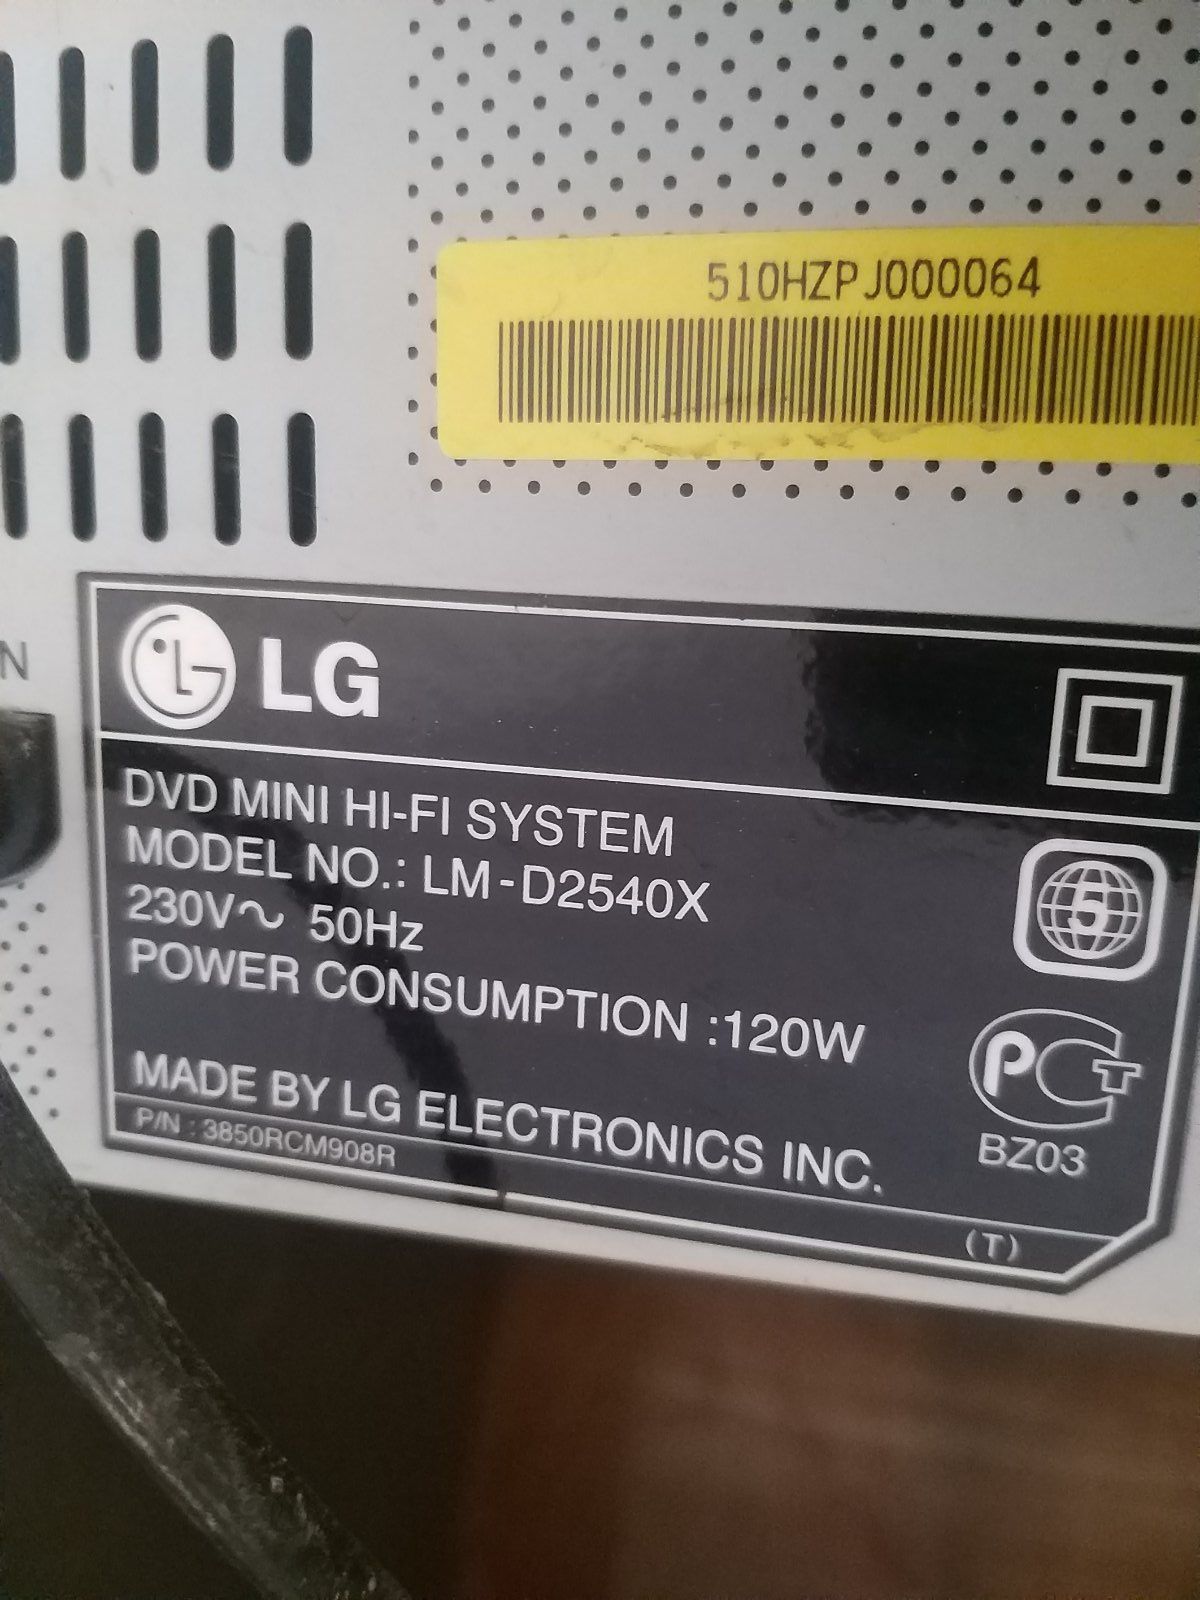 510HZPJ000064
N
LG
DVD MINI HI-FI SYSTEM
MODEL NO.: LM-D2540X
5
230V~ 50Hz
POWER CONSUMPTION :120W
РСТ
MADE BY LG ELECTRONICS INC.
BZ03
P/N : 3850RCM908R
(T)